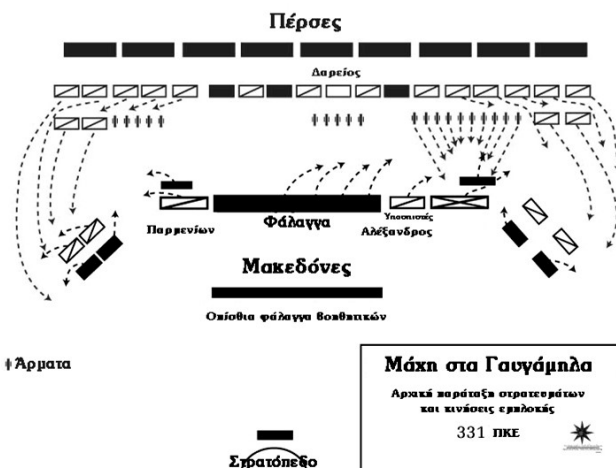 Πέρσες
Δαρείος
Παρμενίων
Φάλαγγα
Υπασπιστές
Αλέξανδρος
Μακεδόνες
Οπίσθια φάλαγγα βοηθητικών
Άρματα
Μάχη στα Γαυγάμηλα
Αρχική παράταξη στρατευμάτων
και κινήσεις εμπλοκής
331 ΠΚΕ
Στρατόπεδο